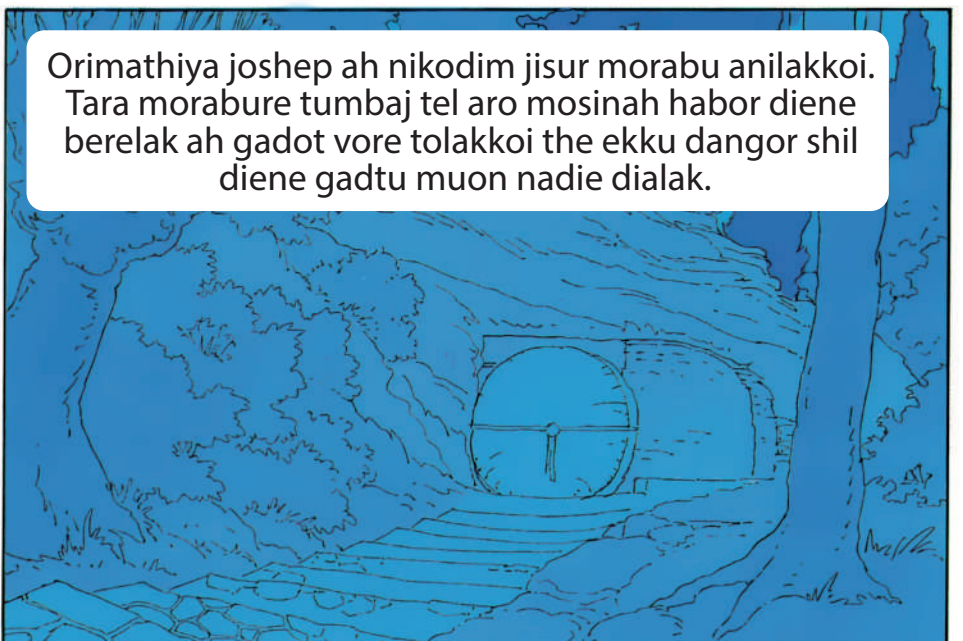 Orimathiya joshep ah nikodim jisur morabu anilakkoi.
Tara morabure tumbaj tel aro mosinah habor diene
berelak ah gadot vore tolakkoi the ekku dangor shil
diene gadtu muon nadie dialak.